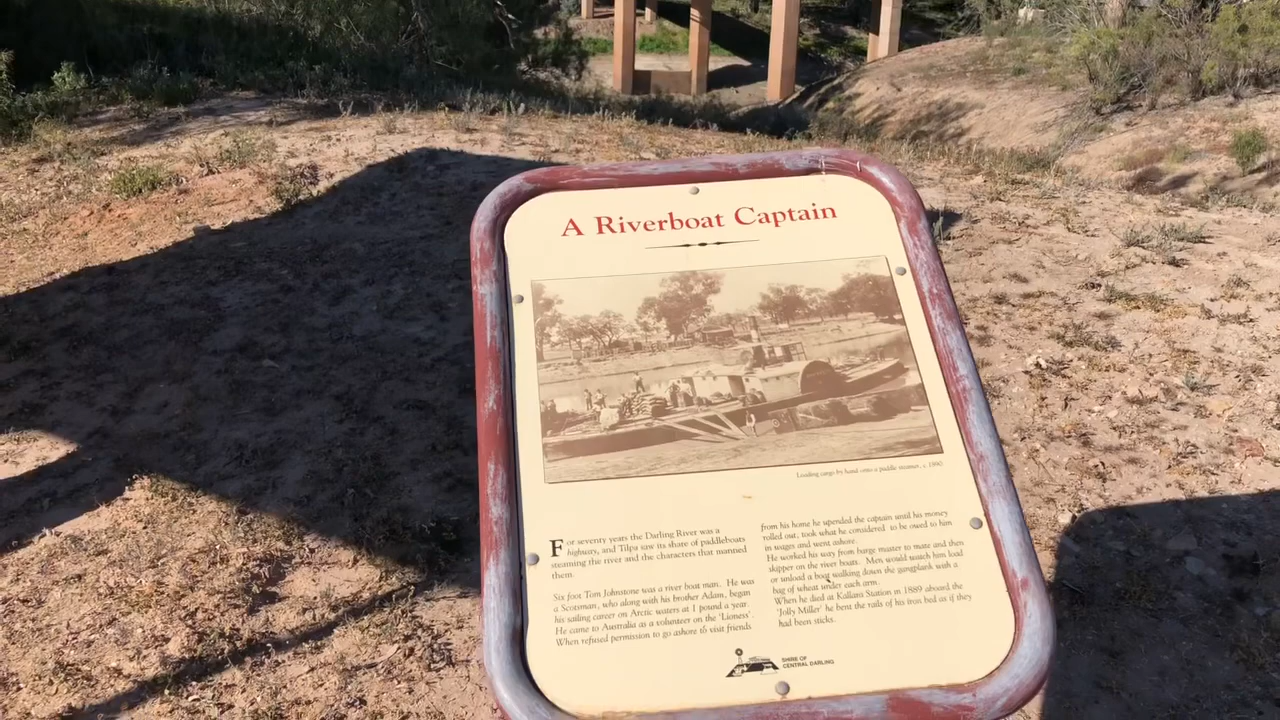 A Riverboat Captain
Loading cargo by hand onto a paddle steamer, c. 1890
For seventy years the Darling River was a
highway, and Tilpa saw its share of paddleboats
steaming the river and the characters that manned
them.
Six foot Tom Johnstone was a river boat man. He was
a Scotsman, who along with his brother Adam, began
his sailing career on Arctic waters at 1 pound a year.
He came to Australia as a volunteer on the 'Lioness'.
When refused permission to go ashore to visit friends
from his home he upended the captain until his money
rolled out, took what he considered to be owed to him
in wages and went ashore.
He worked his way from barge master to mate and then
skipper on the river boats. Men would watch him load
or unload a boat walking down the gangplank with a
bag of wheat under each arm.
When he died at Kallara Station in 1889 aboard the
'Jolly Miller' he bent the rails of his iron bed as if they
had been sticks.
SHIRE OF
CENTRAL DARLING